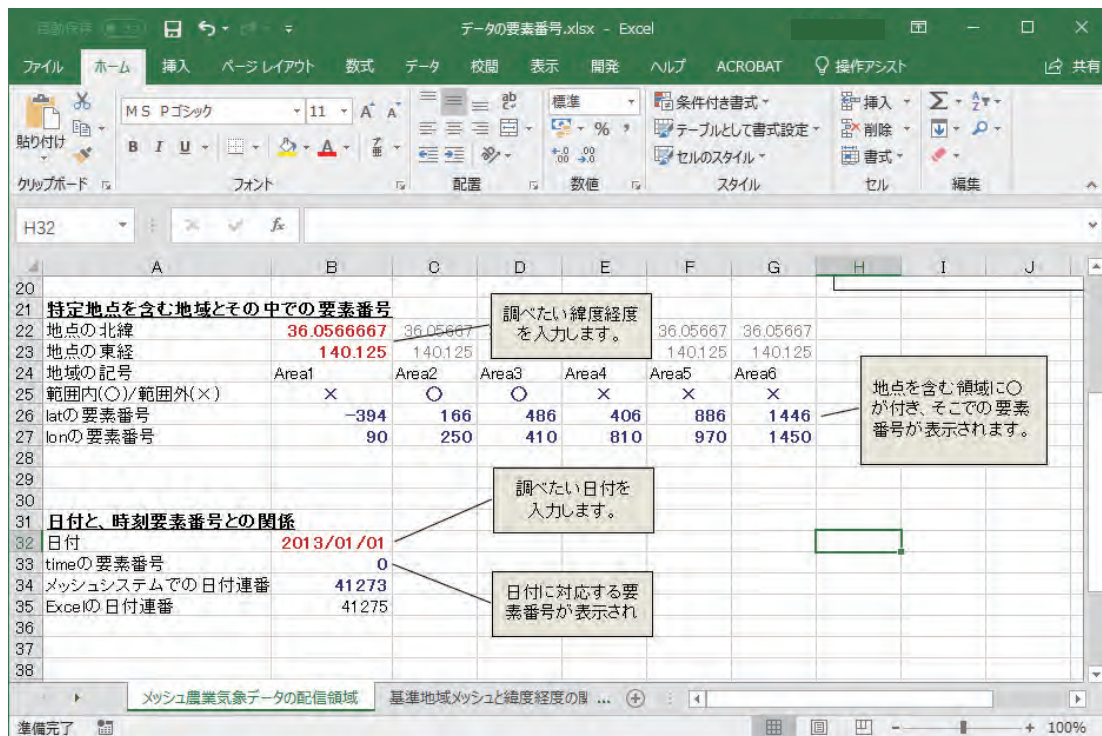 自動保存 データの要素番号.xlsx - Excel
ファイル ホーム 挿入 ページ レイアウト 数式 データ 校閲 表示 開発 ヘルプ ACROBAT 操作アシスト 共有
貼り付け
MS Pゴシック 11
B I U
標準
%
条件付き書式
テーブルとして書式設定
セルのスタイル
挿入
削除
書式
クリップボード フォント 配置 数値 スタイル セル 編集
H32 fx
A B C D E F G H I J
20
21 特定地点を含む地域とその中での要素番号
22 地点の北緯 36.0566667 36.05667 36.05667 36.05667
23 地点の東経 140.125 140.125 140.125 140.125
24 地域の記号 Area1 Area2 Area3 Area4 Area5 Area6
25 範囲内(○)/範囲外(×) × ○ ○ × × ×
26 latの要素番号 -394 166 486 406 886 1446
27 lonの要素番号 90 250 410 810 970 1450
28
29
30
31 日付と、時刻要素番号との関係
32 日付 2013/01/01
33 timeの要素番号 0
34 メッシュシステムでの日付連番 41273
35 Excelの日付連番 41275
36
37
38
調べたい緯度経度
を入力します。
地点を含む領域に○
が付き、そこでの要素
番号が表示されます。
調べたい日付を
入力します。
日付に対応する要
素番号が表示され
メッシュ農業気象データの配信領域 基準地域メッシュと緯度経度の ...
準備完了 100%